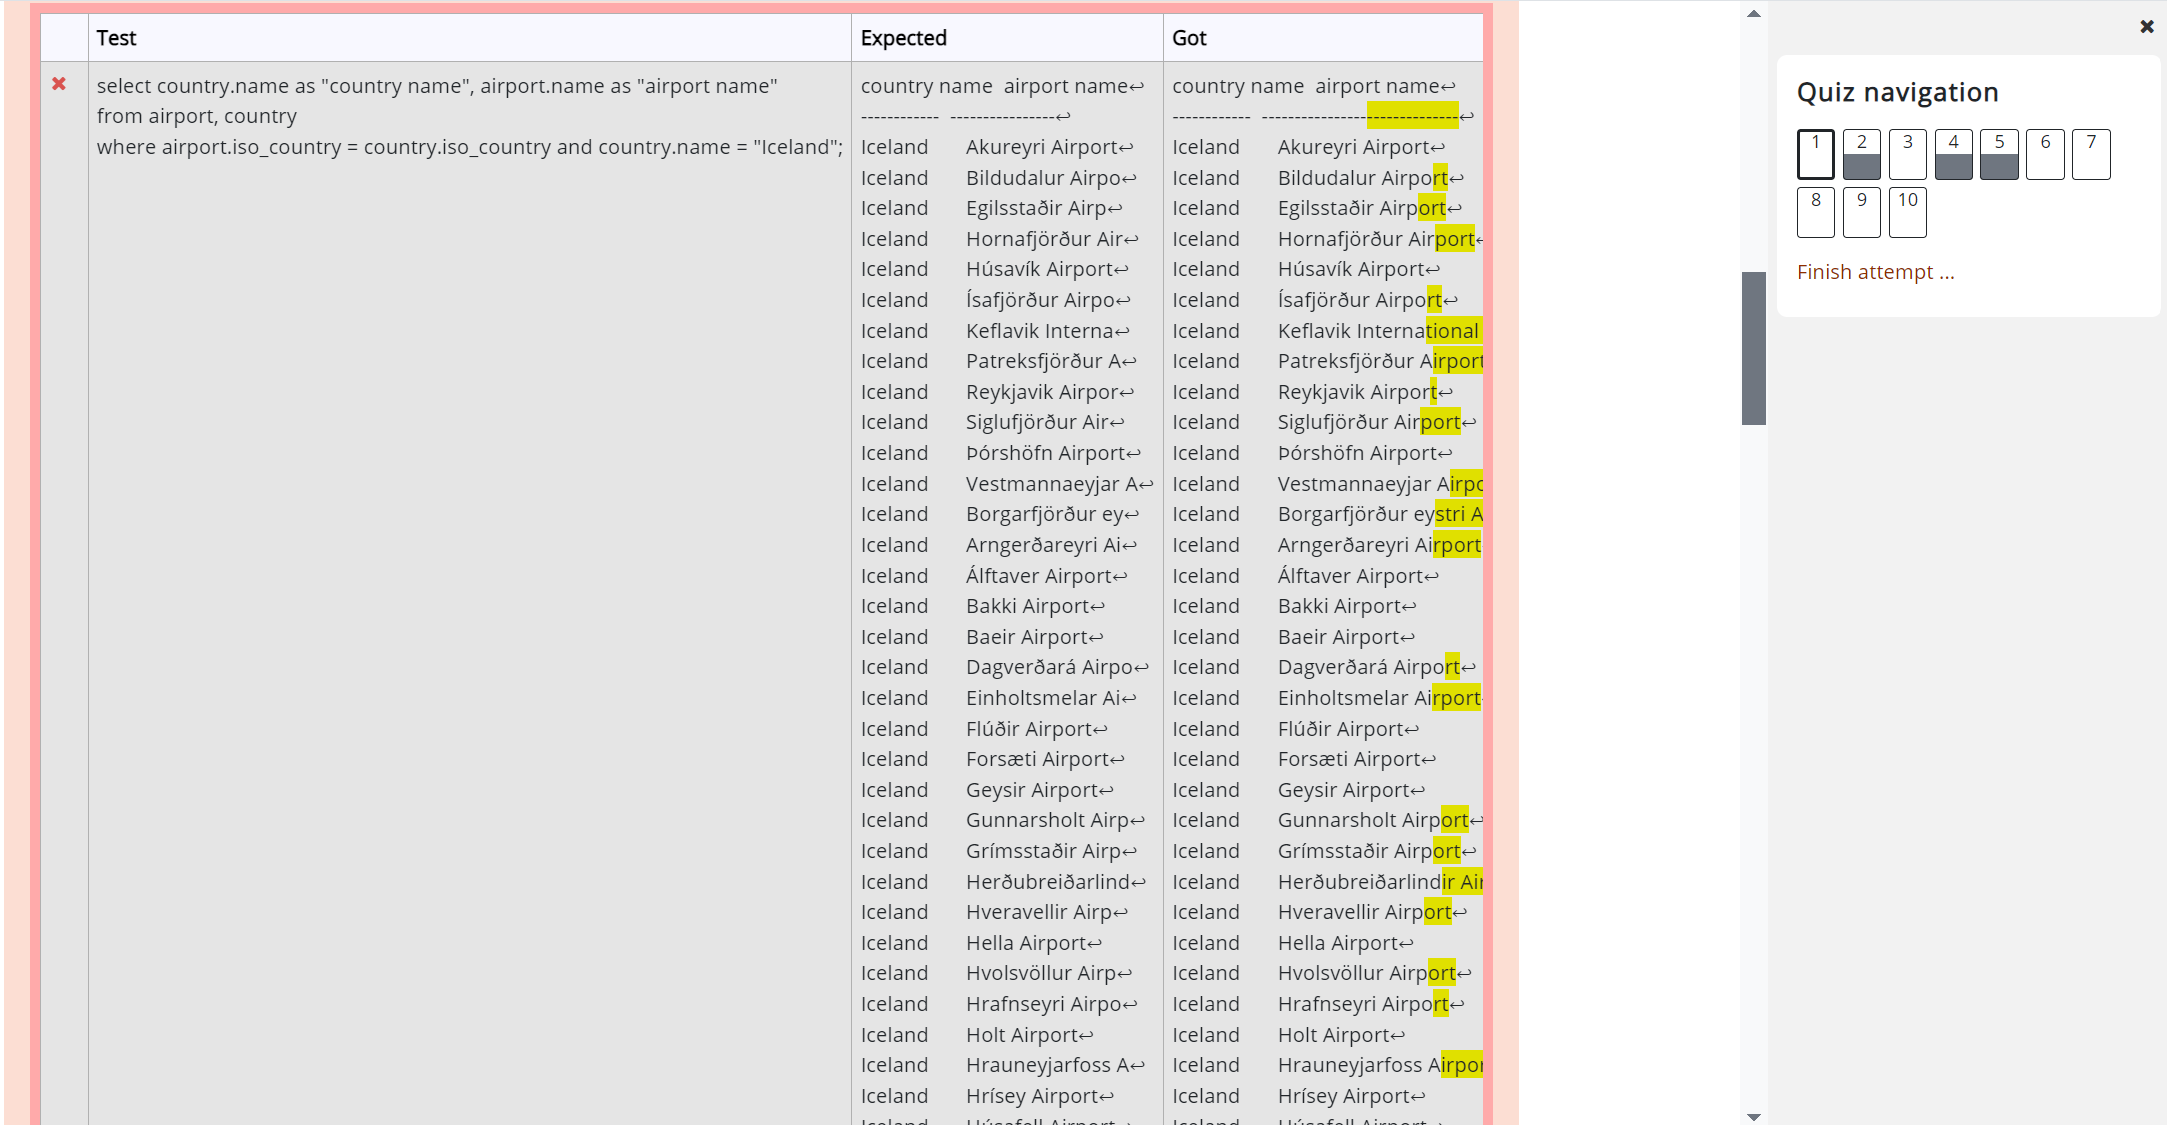 Test Expected Got
select country.name as "country name", airport.name as "airport name" country name airport name↩ country name airport name↩
from airport, country ------------ ----------------↩ ------------ ------------------------------↩
where airport.iso_country = country.iso_country and country.name = "Iceland"; Iceland Akureyri Airport↩ Iceland Akureyri Airport↩
Iceland Bildudalur Airpo↩ Iceland Bildudalur Airport↩
Iceland Egilsstaðir Airp↩ Iceland Egilsstaðir Airport↩
Iceland Hornafjörður Air↩ Iceland Hornafjörður Airport↩
Iceland Húsavík Airport↩ Iceland Húsavík Airport↩
Iceland Ísafjörður Airpo↩ Iceland Ísafjörður Airport↩
Iceland Keflavik Interna↩ Iceland Keflavik International
Iceland Patreksfjörður A↩ Iceland Patreksfjörður Airport
Iceland Reykjavik Airpor↩ Iceland Reykjavik Airport↩
Iceland Siglufjörður Air↩ Iceland Siglufjörður Airport↩
Iceland Þórshöfn Airport↩ Iceland Þórshöfn Airport↩
Iceland Vestmannaeyjar A↩ Iceland Vestmannaeyjar Airpo
Iceland Borgarfjörður ey↩ Iceland Borgarfjörður eystri A
Iceland Arngerðareyri Ai↩ Iceland Arngerðareyri Airport
Iceland Álftaver Airport↩ Iceland Álftaver Airport↩
Iceland Bakki Airport↩ Iceland Bakki Airport↩
Iceland Baeir Airport↩ Iceland Baeir Airport↩
Iceland Dagverðará Airpo↩ Iceland Dagverðará Airport↩
Iceland Einholtsmelar Ai↩ Iceland Einholtsmelar Airport
Iceland Flúðir Airport↩ Iceland Flúðir Airport↩
Iceland Forsæti Airport↩ Iceland Forsæti Airport↩
Iceland Geysir Airport↩ Iceland Geysir Airport↩
Iceland Gunnarsholt Airp↩ Iceland Gunnarsholt Airport↩
Iceland Grímsstaðir Airp↩ Iceland Grímsstaðir Airport↩
Iceland Herðubreiðarlind↩ Iceland Herðubreiðarlindir Air
Iceland Hveravellir Airp↩ Iceland Hveravellir Airport↩
Iceland Hella Airport↩ Iceland Hella Airport↩
Iceland Hvolsvöllur Airp↩ Iceland Hvolsvöllur Airport↩
Iceland Hrafnseyri Airpo↩ Iceland Hrafnseyri Airport↩
Iceland Holt Airport↩ Iceland Holt Airport↩
Iceland Hrauneyjarfoss A↩ Iceland Hrauneyjarfoss Airpor
Iceland Hrísey Airport↩ Iceland Hrísey Airport↩
Quiz navigation
1 2 3 4 5 6 7
8 9 10
Finish attempt ...